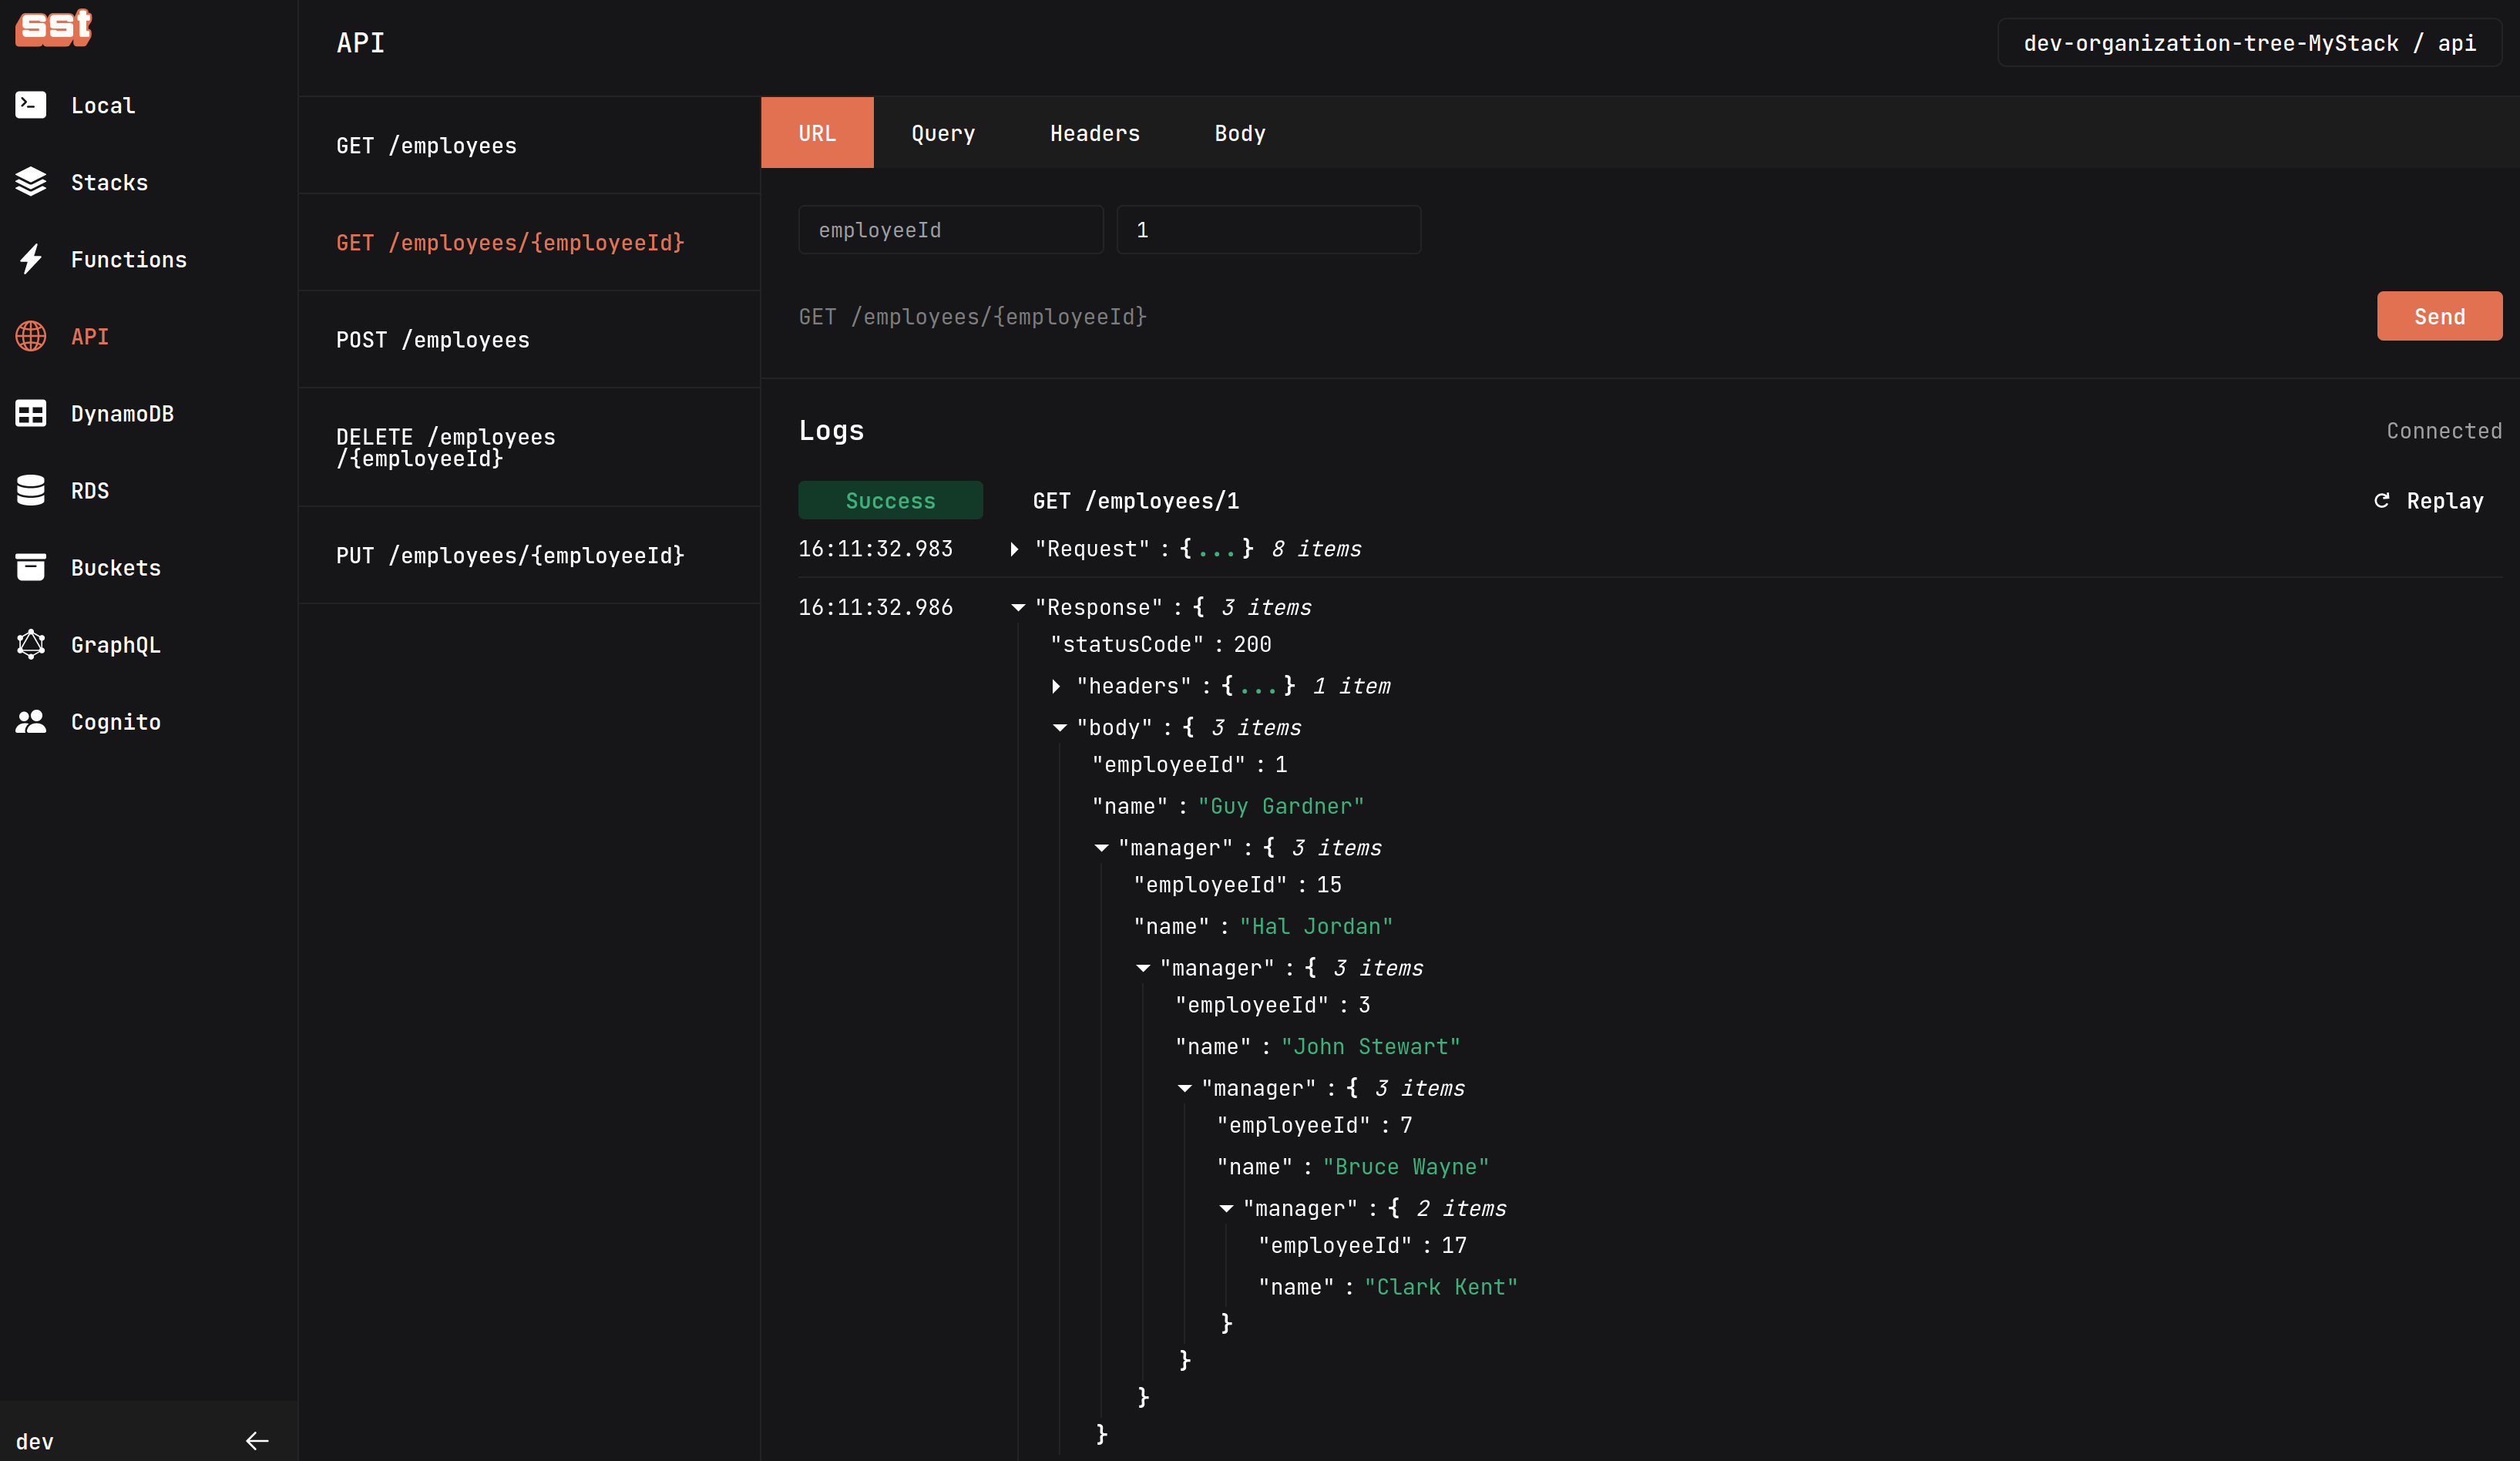 sst
Local
Stacks
Functions
API
DynamoDB
RDS
Buckets
GraphQL
Cognito
dev
API
dev-organization-tree-MyStack / api
GET /employees
GET /employees/{employeeId}
POST /employees
DELETE /employees
/{employeeId}
PUT /employees/{employeeId}
URL Query Headers Body
employeeId 1
GET /employees/{employeeId} Send
Logs Connected
Success GET /employees/1 Replay
16:11:32.983 "Request" : {...} 8 items
16:11:32.986 "Response" : { 3 items
"statusCode" : 200
"headers" : {...} 1 item
"body" : { 3 items
"employeeId" : 1
"name" : "Guy Gardner"
"manager" : { 3 items
"employeeId" : 15
"name" : "Hal Jordan"
"manager" : { 3 items
"employeeId" : 3
"name" : "John Stewart"
"manager" : { 3 items
"employeeId" : 7
"name" : "Bruce Wayne"
"manager" : { 2 items
"employeeId" : 17
"name" : "Clark Kent"
}
}
}
}